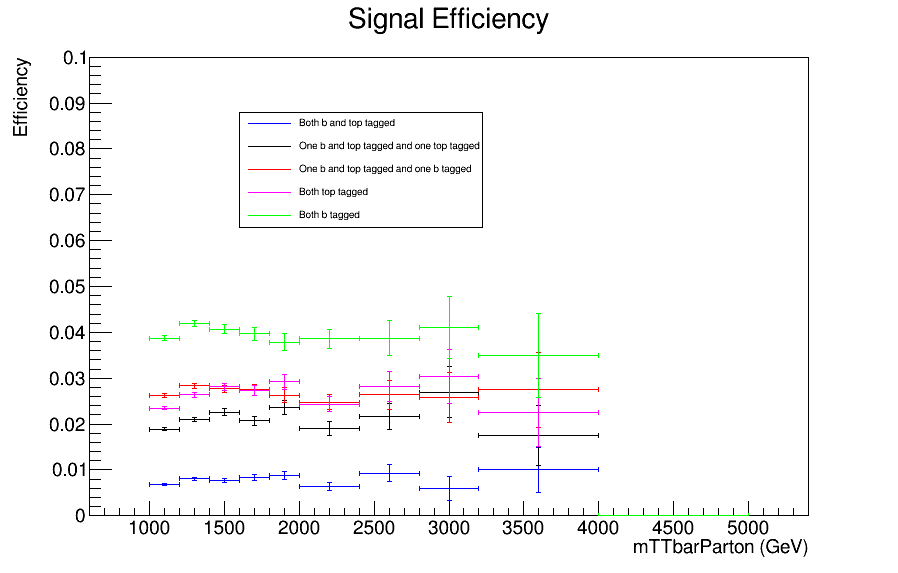 Signal Efficiency
Efficiency
0.1
0.09
0.08
0.07
0.06
0.05
0.04
0.03
0.02
0.01
0
Both b and top tagged
One b and top tagged and one top tagged
One b and top tagged and one b tagged
Both top tagged
Both b tagged
1000 1500 2000 2500 3000 3500 4000 4500 5000
mTTbarParton (GeV)